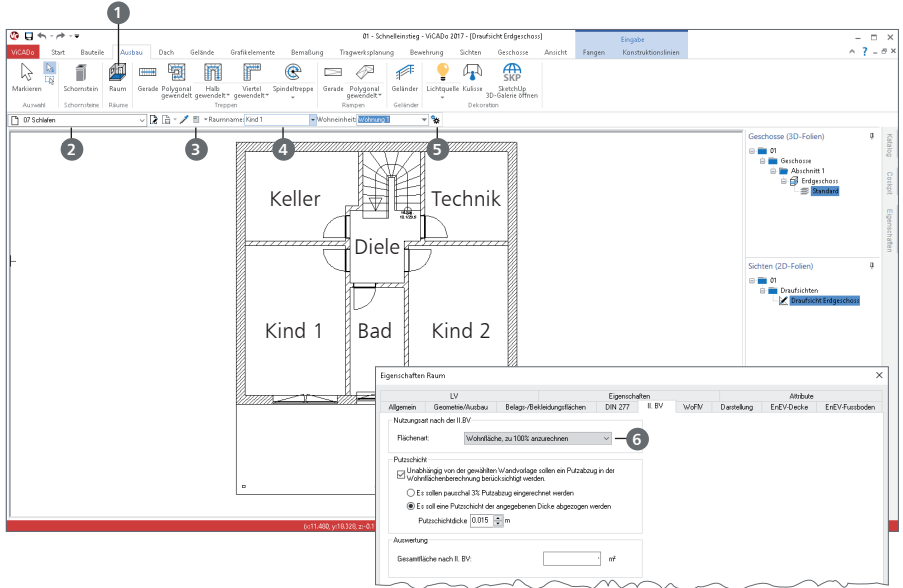 1
01 - Schnelleinstieg - ViCADo 2017 - [Draufsicht Erdgeschoss]
Eingabe
ViCADo Start Bauteile Ausbau Dach Gelände Grafikelemente Bemaßung Tragwerksplanung Bewehrung Sichten Geschosse Ansicht Fangen Konstruktionslinien
Markieren Schornstein Raum Gerade Polygonal gewendelt Halb gewendelt Viertel gewendelt Spindeltreppe Gerade Polygonal gewendelt Geländer Lichtquelle Kulisse SKP SketchUp 3D-Galerie öffnen
Auswahl Schornsteine Räume Treppen Rampen Geländer Dekoration
07 Schlafen Raumname: Kind 1 Wohneinheit: Wohnung 1
2 3 4 5
Geschosse (3D-Folien)
01
Geschosse
Abschnitt 1
Erdgeschoss
Standard
Katalog
Cockpit
Eigenschaften
Sichten (2D-Folien)
01
Draufsichten
Draufsicht Erdgeschoss
Keller
Technik
Diele
Kind 1
Bad
Kind 2
Eigenschaften Raum
LV Eigenschaften Attribute
Allgemein Geometrie/Ausbau Belags-/Bekleidungsflächen DIN 277 II. BV WoFlV Darstellung EnEV-Decke EnEV-Fussboden
Nutzungsart nach der II.BV
Flächenart: Wohnfläche, zu 100% anzurechnen
6
Putzschicht
Unabhängig von der gewählten Wandvorlage sollen ein Putzabzug in der
Wohnflächenberechnung berücksichtigt werden.
Es sollen pauschal 3% Putzabzug eingerechnet werden
Es soll eine Putzschicht der angegebenen Dicke abgezogen werden
Putzschichtdicke 0.015 m
Auswertung
Gesamtfläche nach II. BV: m²